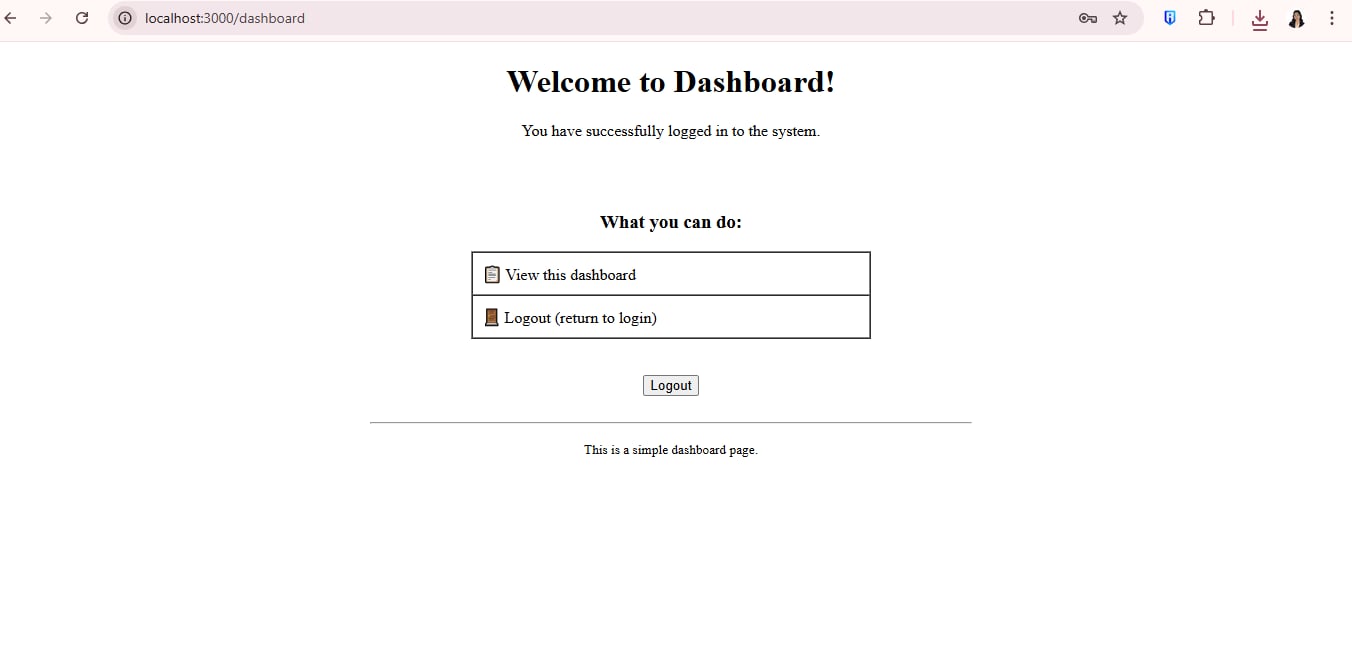 localhost:3000/dashboard
Welcome to Dashboard!
You have successfully logged in to the system.
What you can do:
📋 View this dashboard
🚪 Logout (return to login)
Logout
This is a simple dashboard page.